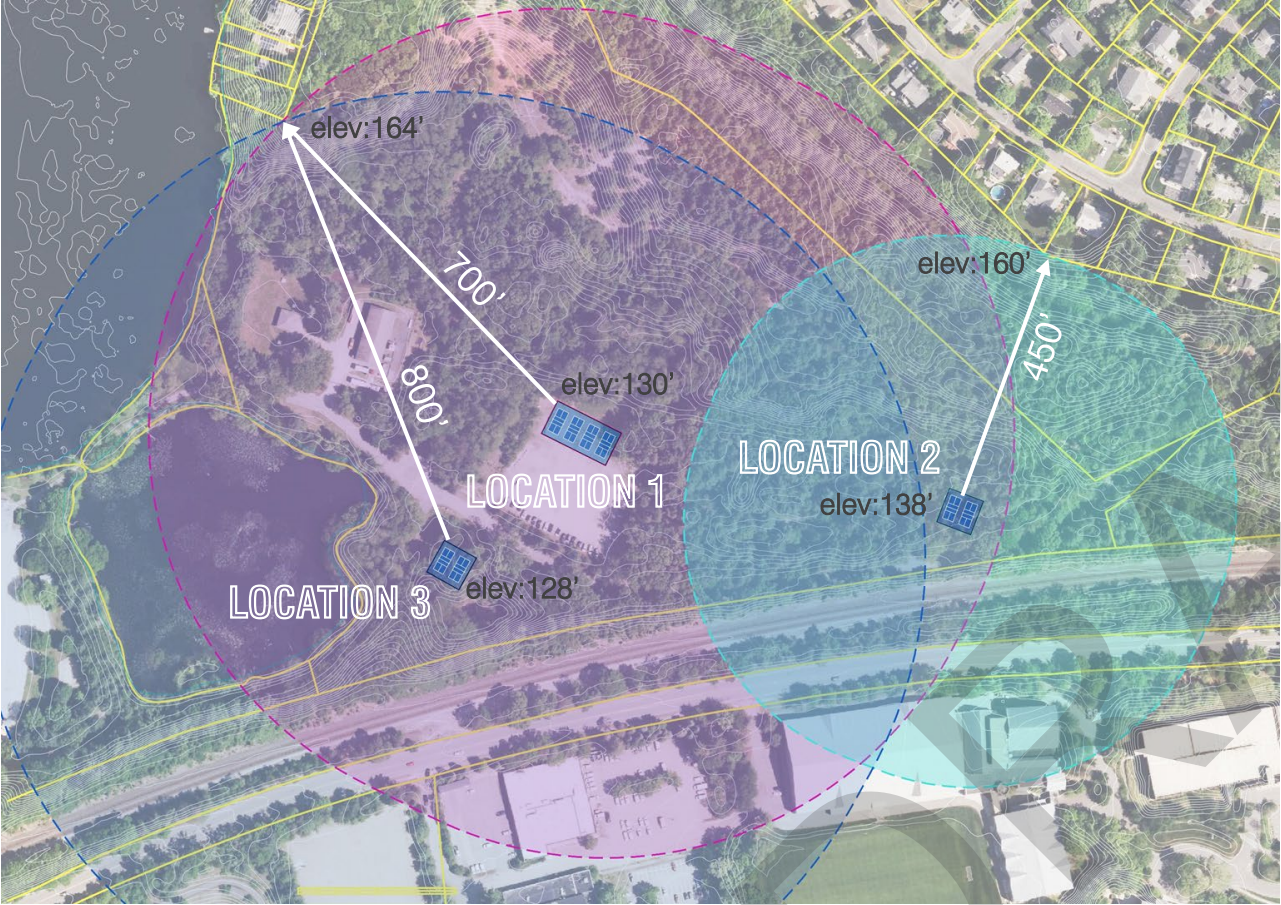 elev:164’
700’
elev:160’
450’
800’
elev:130’
LOCATION 2
LOCATION 1
elev:138’
LOCATION 3
elev:128’